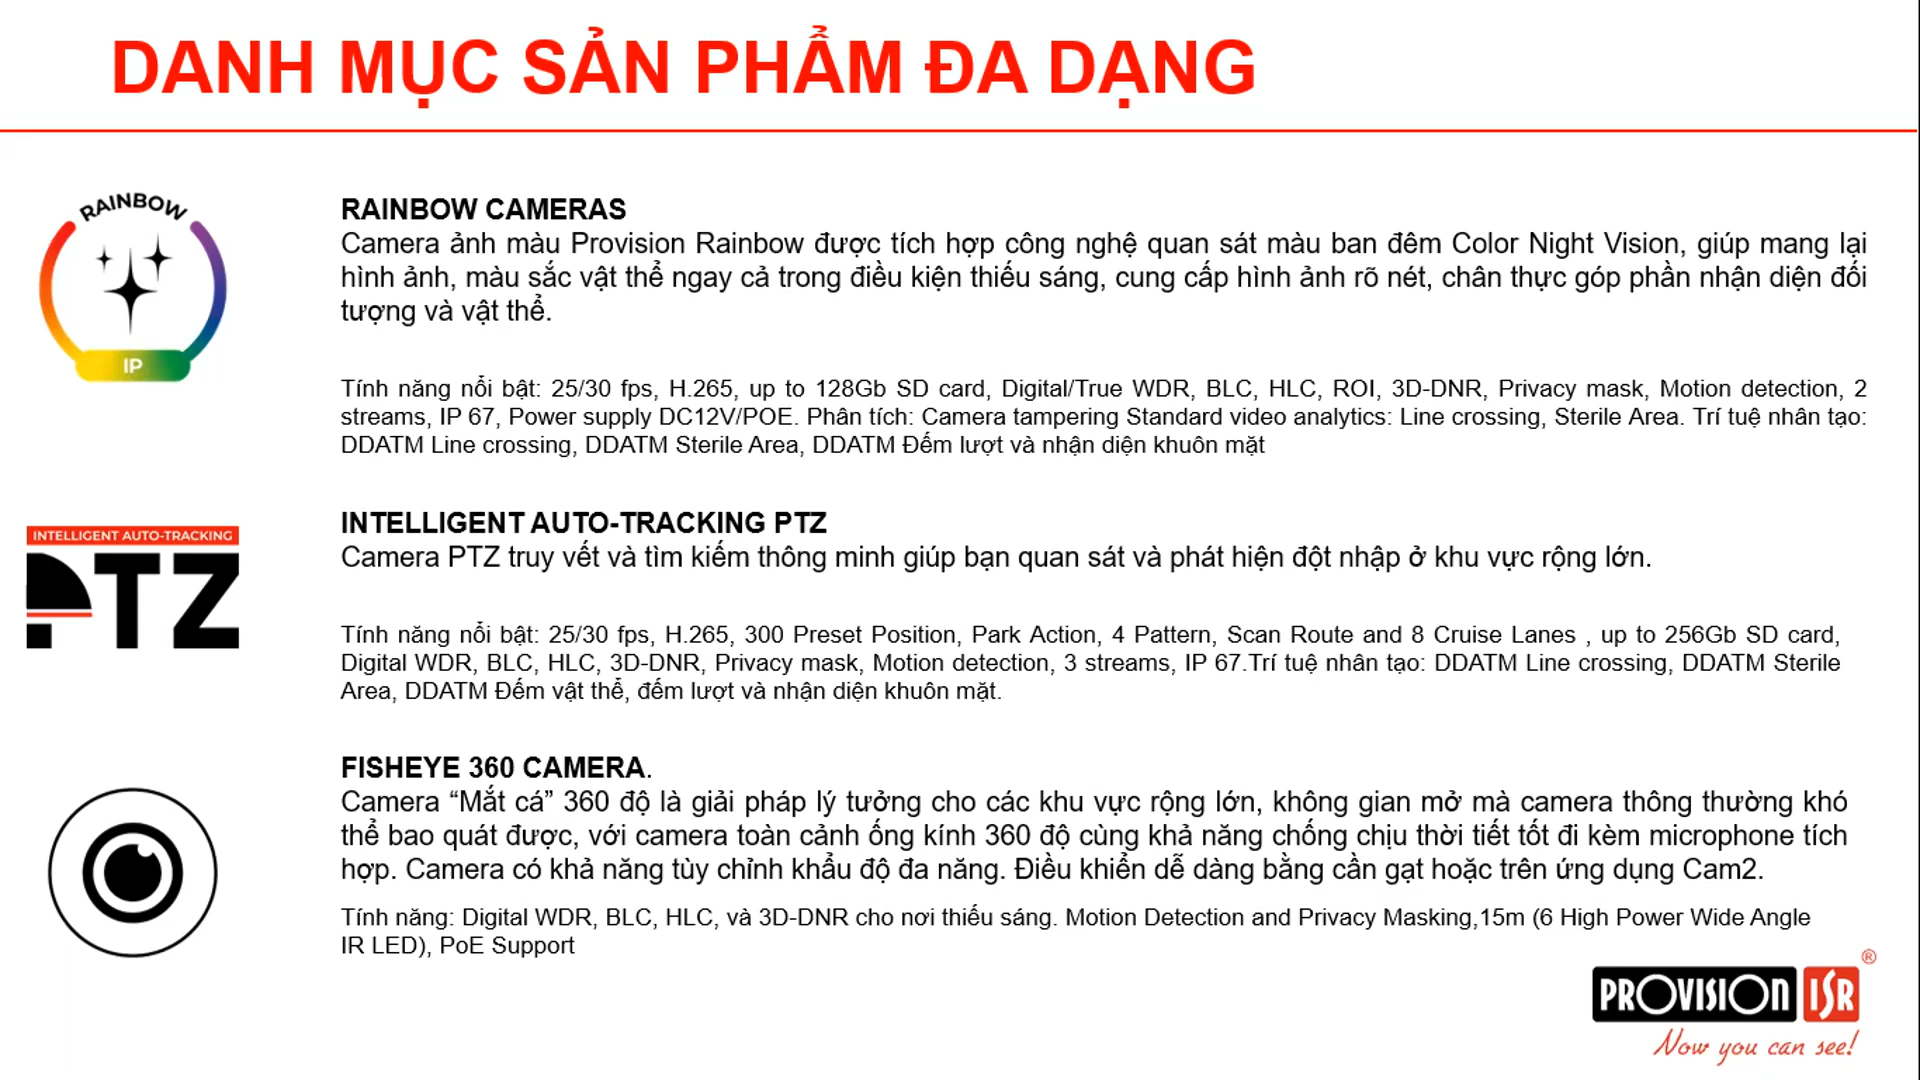 DANH MỤC SẢN PHẨM ĐA DẠNG
RAINBOW
IP
RAINBOW CAMERAS
Camera ảnh màu Provision Rainbow được tích hợp công nghệ quan sát màu ban đêm Color Night Vision, giúp mang lại
hình ảnh, màu sắc vật thể ngay cả trong điều kiện thiếu sáng, cung cấp hình ảnh rõ nét, chân thực góp phần nhận diện đối
tượng và vật thể.
Tính năng nổi bật: 25/30 fps, H.265, up to 128Gb SD card, Digital/True WDR, BLC, HLC, ROI, 3D-DNR, Privacy mask, Motion detection, 2
streams, IP 67, Power supply DC12V/POE. Phân tích: Camera tampering Standard video analytics: Line crossing, Sterile Area. Trí tuệ nhân tạo:
DDATM Line crossing, DDATM Sterile Area, DDATM Đếm lượt và nhận diện khuôn mặt
INTELLIGENT AUTO-TRACKING
PTZ
INTELLIGENT AUTO-TRACKING PTZ
Camera PTZ truy vết và tìm kiếm thông minh giúp bạn quan sát và phát hiện đột nhập ở khu vực rộng lớn.
Tính năng nổi bật: 25/30 fps, H.265, 300 Preset Position, Park Action, 4 Pattern, Scan Route and 8 Cruise Lanes , up to 256Gb SD card,
Digital WDR, BLC, HLC, 3D-DNR, Privacy mask, Motion detection, 3 streams, IP 67.Trí tuệ nhân tạo: DDATM Line crossing, DDATM Sterile
Area, DDATM Đếm vật thể, đếm lượt và nhận diện khuôn mặt.
FISHEYE 360 CAMERA.
Camera “Mắt cá” 360 độ là giải pháp lý tưởng cho các khu vực rộng lớn, không gian mở mà camera thông thường khó
thể bao quát được, với camera toàn cảnh ống kính 360 độ cùng khả năng chống chịu thời tiết tốt đi kèm microphone tích
hợp. Camera có khả năng tùy chỉnh khẩu độ đa năng. Điều khiển dễ dàng bằng cần gạt hoặc trên ứng dụng Cam2.
Tính năng: Digital WDR, BLC, HLC, và 3D-DNR cho nơi thiếu sáng. Motion Detection and Privacy Masking,15m (6 High Power Wide Angle
IR LED), PoE Support
PROVISION ISR ®
Now you can see!